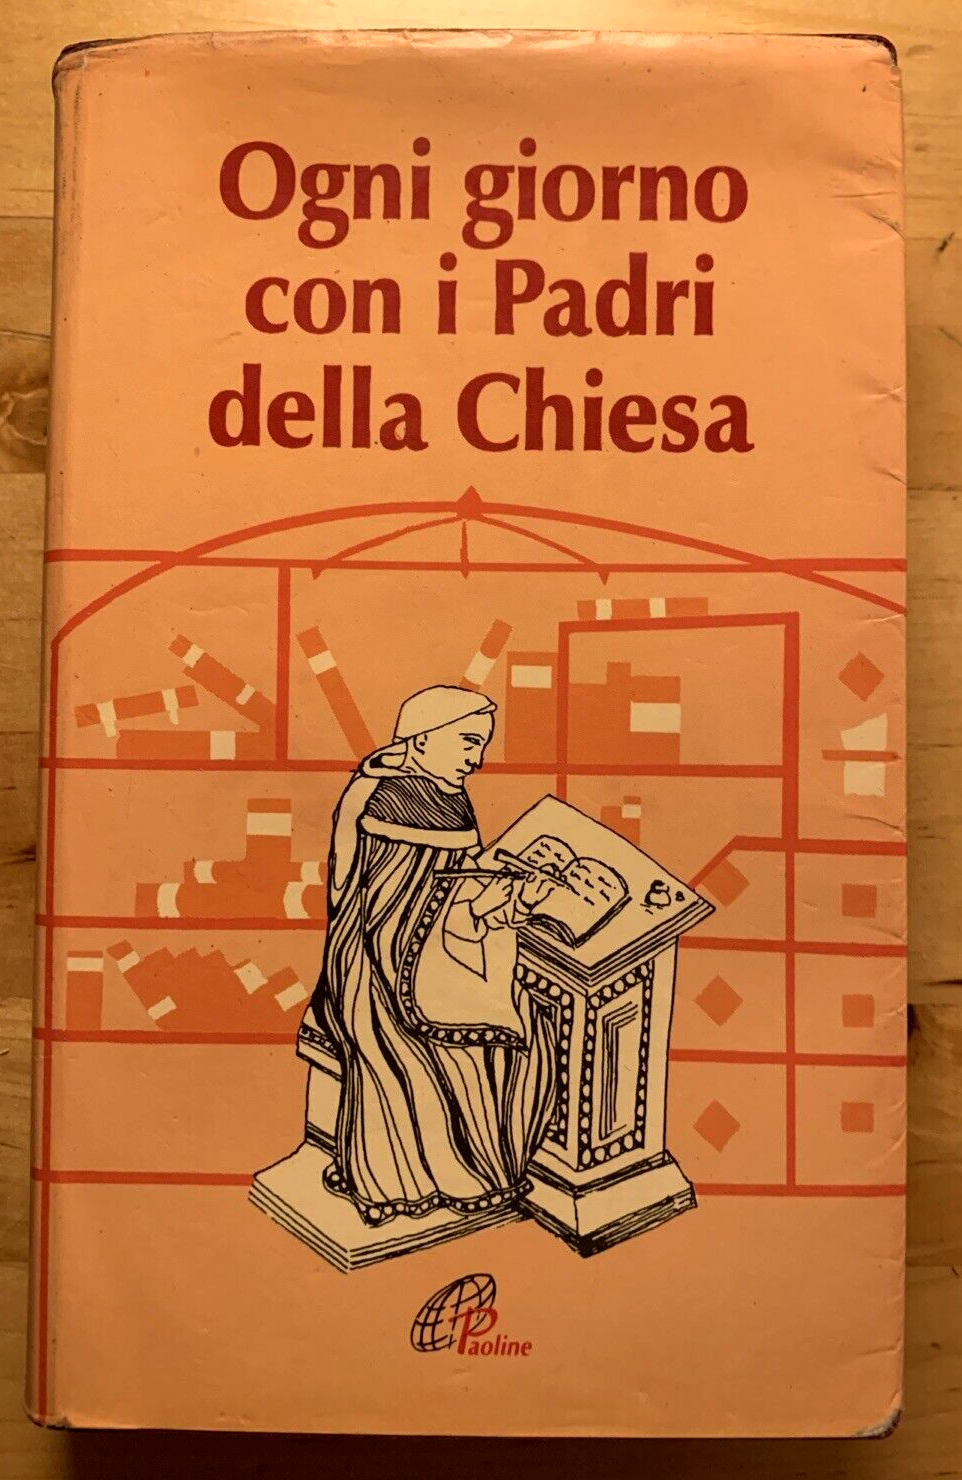 Ogni giorno
con i Padri
della Chiesa
Paoline